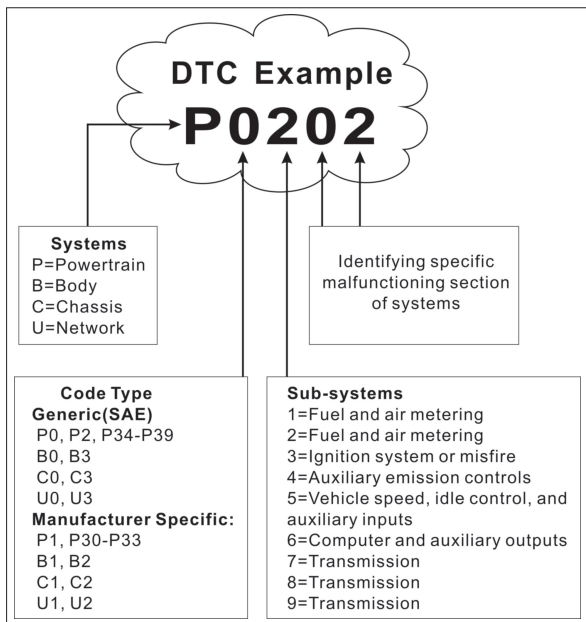 DTC Example
P0202
Systems
P=Powertrain
B=Body
C=Chassis
U=Network
Identifying specific
malfunctioning section
of systems
Code Type
Generic(SAE)
P0, P2, P34-P39
B0, B3
C0, C3
U0, U3
Manufacturer Specific:
P1, P30-P33
B1, B2
C1, C2
U1, U2
Sub-systems
1=Fuel and air metering
2=Fuel and air metering
3=Ignition system or misfire
4=Auxiliary emission controls
5=Vehicle speed, idle control, and
auxiliary inputs
6=Computer and auxiliary outputs
7=Transmission
8=Transmission
9=Transmission